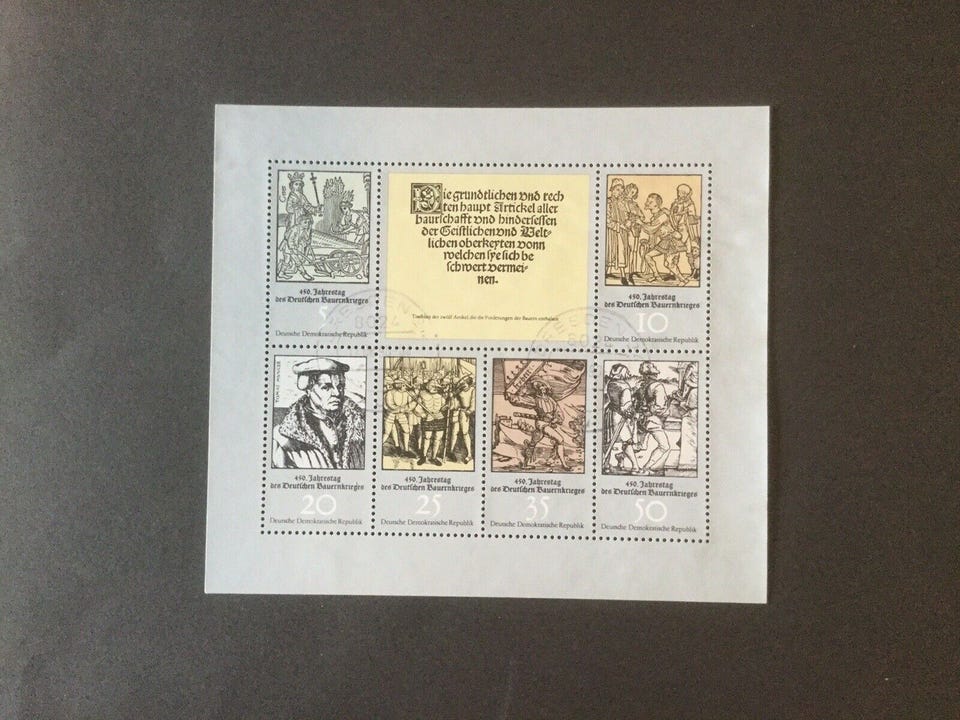 450. Jahrestag
des Deutschen Bauernkrieges
5
Deutsche Demokratische Republik
Die grundtlichen vnd rech
ten haupt Artickel aller
baurschafft vnd hindersessen
der Geistlichen vnd Welt-
lichen oberkeyten vonn
welchen sye sich be
schwert vermei-
nen.
Titelblatt der zwölf Artikel, die die Forderungen der Bauern enthalten
450. Jahrestag
des Deutschen Bauernkrieges
10
Deutsche Demokratische Republik
THOMAS MUNCER
450. Jahrestag
des Deutschen Bauernkrieges
20
Deutsche Demokratische Republik
450. Jahrestag
des Deutschen Bauernkrieges
25
Deutsche Demokratische Republik
450. Jahrestag
des Deutschen Bauernkrieges
35
Deutsche Demokratische Republik
450. Jahrestag
des Deutschen Bauernkrieges
50
Deutsche Demokratische Republik